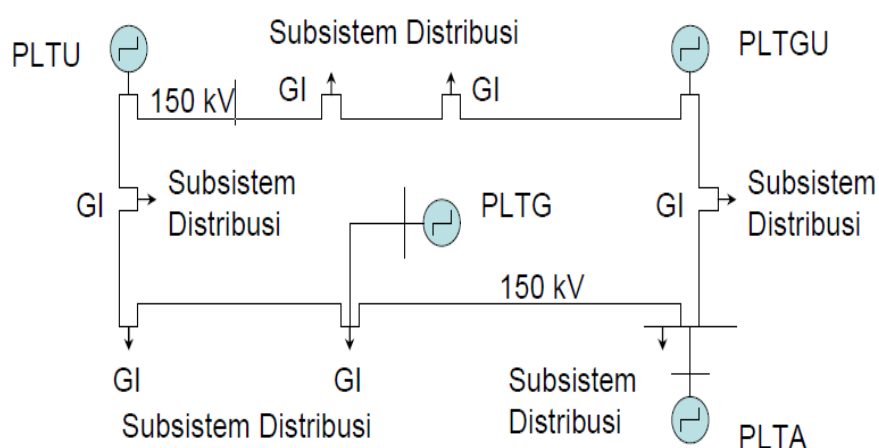 Subsistem Distribusi
PLTU
PLTGU
150 kV
GI
GI
GI
Subsistem
Distribusi
PLTG
GI
Subsistem
Distribusi
150 kV
GI
GI
Subsistem Distribusi
Subsistem
Distribusi
PLTA